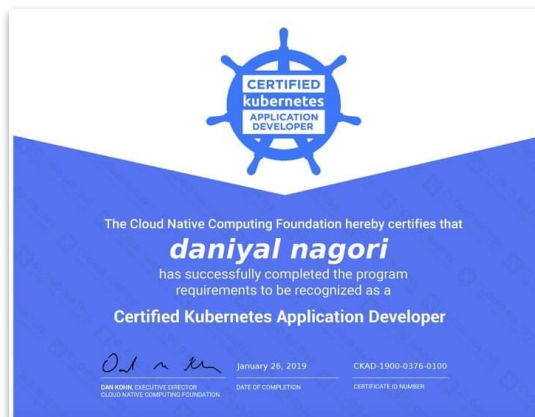 CERTIFIED
kubernetes
APPLICATION
DEVELOPER
The Cloud Native Computing Foundation hereby certifies that
daniyal nagori
has successfully completed the program
requirements to be recognized as a
Certified Kubernetes Application Developer
January 26, 2019
CKAD-1900-0376-0100
DAN KOHN, EXECUTIVE DIRECTOR
CLOUD NATIVE COMPUTING FOUNDATION
DATE OF COMPLETION
CERTIFICATE ID NUMBER